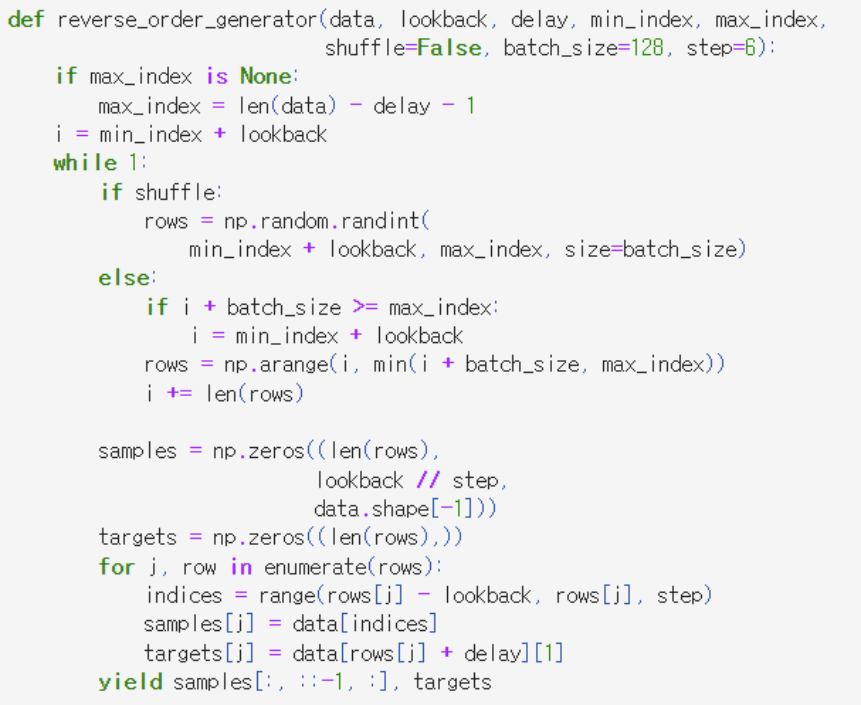 def reverse_order_generator(data, lookback, delay, min_index, max_index,
                            shuffle=False, batch_size=128, step=6):
    if max_index is None:
        max_index = len(data) - delay - 1
    i = min_index + lookback
    while 1:
        if shuffle:
            rows = np.random.randint(
                min_index + lookback, max_index, size=batch_size)
        else:
            if i + batch_size >= max_index:
                i = min_index + lookback
            rows = np.arange(i, min(i + batch_size, max_index))
            i += len(rows)

        samples = np.zeros((len(rows),
                           lookback // step,
                           data.shape[-1]))
        targets = np.zeros((len(rows),))
        for j, row in enumerate(rows):
            indices = range(rows[j] - lookback, rows[j], step)
            samples[j] = data[indices]
            targets[j] = data[rows[j] + delay][1]
        yield samples[:, ::-1, :], targets